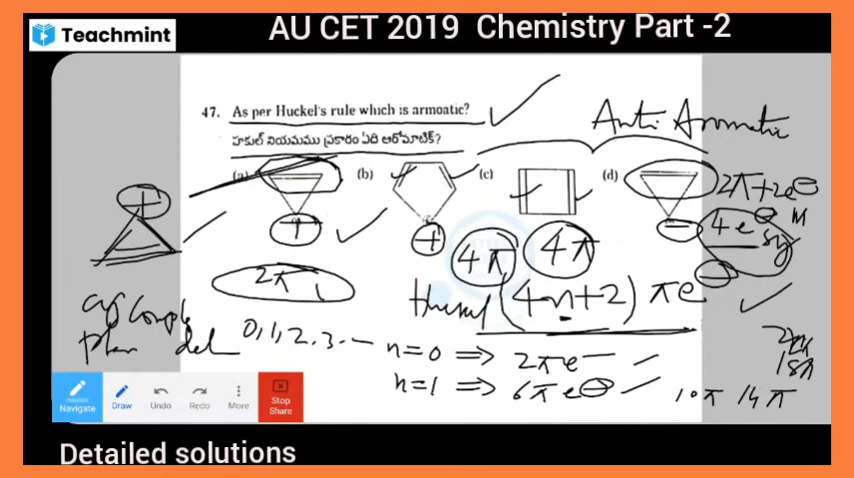 Teachmint
AU CET 2019 Chemistry Part -2
47. As per Huckel's rule which is armoatic?
హకుల్ నియమము ప్రకారం ఏది ఆరోమాటిక్?
Anti Aromatic
(a) (b) (c) (d)
2π+2e⊖
+ + − 4e⊖
4π 4π
2π
(4n+2) πe⊖
0, 1, 2, 3, —
n=0 ⇒ 2πe−
n=1 ⇒ 6πe⊖
10π 14π
18π
Navigate Draw Undo Redo More Stop Share
Detailed solutions